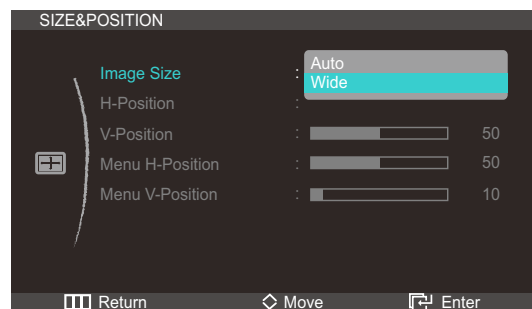 SIZE&POSITION
Image Size : Auto
Wide
H-Position :
V-Position : 50
Menu H-Position : 50
Menu V-Position : 10
Return Move Enter